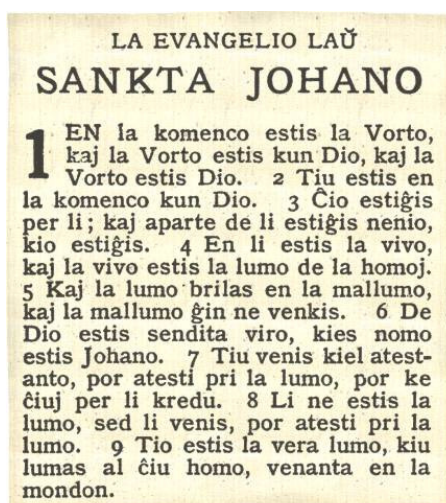 LA EVANGELIO LAŬ
SANKTA JOHANO
1 EN la komenco estis la Vorto,
kaj la Vorto estis kun Dio, kaj la
Vorto estis Dio. 2 Tiu estis en
la komenco kun Dio. 3 Ĉio estiĝis
per li; kaj aparte de li estiĝis nenio,
kio estiĝis. 4 En li estis la vivo,
kaj la vivo estis la lumo de la homoj.
5 Kaj la lumo brilas en la mallumo,
kaj la mallumo ĝin ne venkis. 6 De
Dio estis sendita viro, kies nomo
estis Johano. 7 Tiu venis kiel atest-
anto, por atesti pri la lumo, por ke
ĉiuj per li kredu. 8 Li ne estis la
lumo, sed li venis, por atesti pri la
lumo. 9 Tio estis la vera lumo, kiu
lumas al ĉiu homo, venanta en la
mondon.